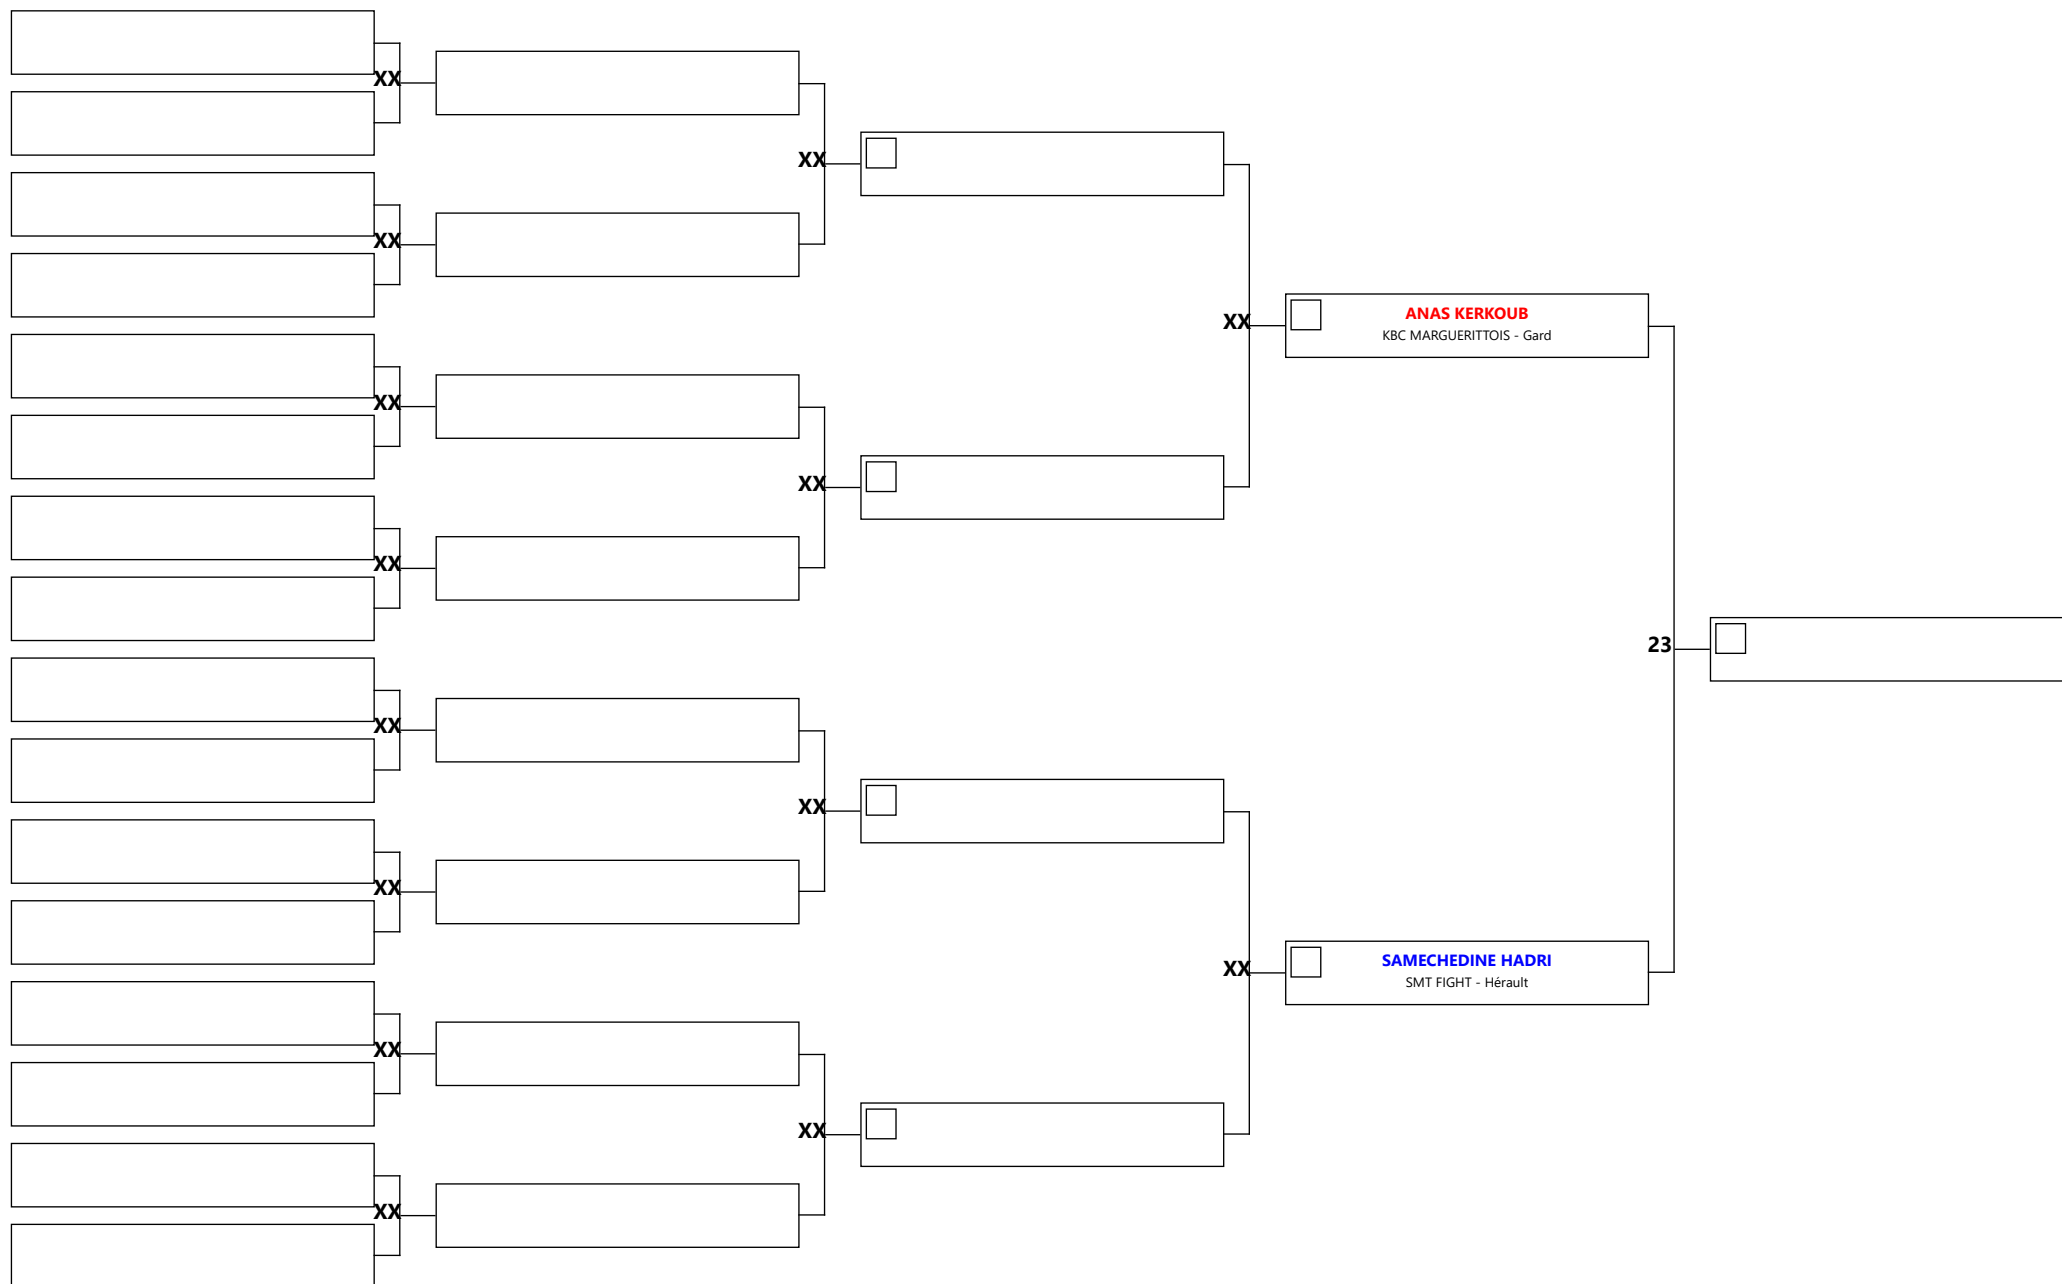 XX
XX
XX
XX
XX
ANAS KERKOUB
KBC MARGUERITTOIS - Gard
XX
XX
XX
23
XX
XX
XX
XX
SAMECHEDINE HADRI
SMT FIGHT - Hérault
XX
XX
XX